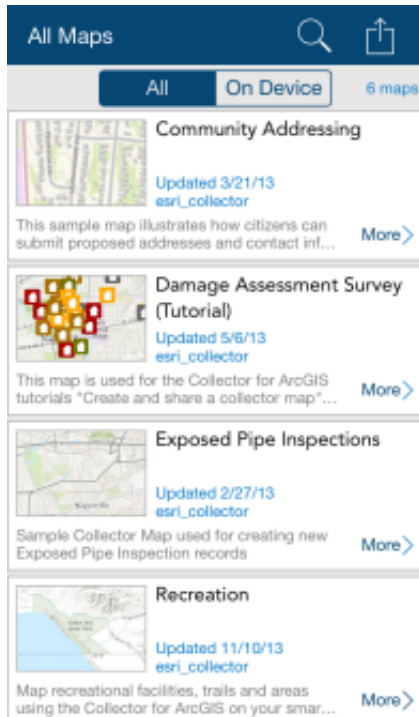 All Maps
All On Device 6 maps
Community Addressing
Updated 3/21/13
esri_collector
This sample map illustrates how citizens can
submit proposed addresses and contact inf... More
Damage Assessment Survey
(Tutorial)
Updated 5/6/13
esri_collector
This map is used for the Collector for ArcGIS
tutorials "Create and share a collector map"... More
Exposed Pipe Inspections
Updated 2/27/13
esri_collector
Sample Collector Map used for creating new
Exposed Pipe Inspection records More
Recreation
Updated 11/10/13
esri_collector
Map recreational facilities, trails and areas
using the Collector for ArcGIS on your smar... More